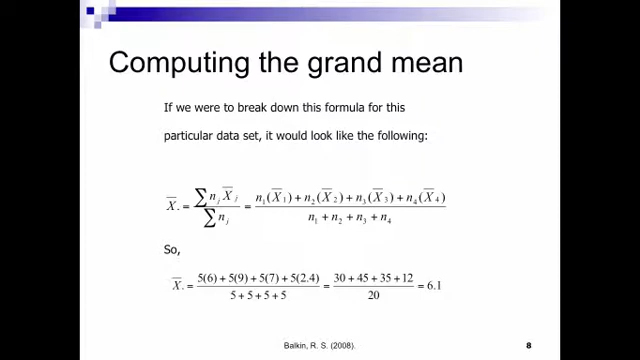 Computing the grand mean
If we were to break down this formula for this
particular data set, it would look like the following:
X̄. = ∑ nⱼ X̄ⱼ / ∑ nⱼ = n₁(X̄₁) + n₂(X̄₂) + n₃(X̄₃) + n₄(X̄₄) / n₁ + n₂ + n₃ + n₄
So,
X̄. = 5(6) + 5(9) + 5(7) + 5(2.4) / 5 + 5 + 5 + 5 = 30 + 45 + 35 + 12 / 20 = 6.1
Balkin, R. S. (2008).
8